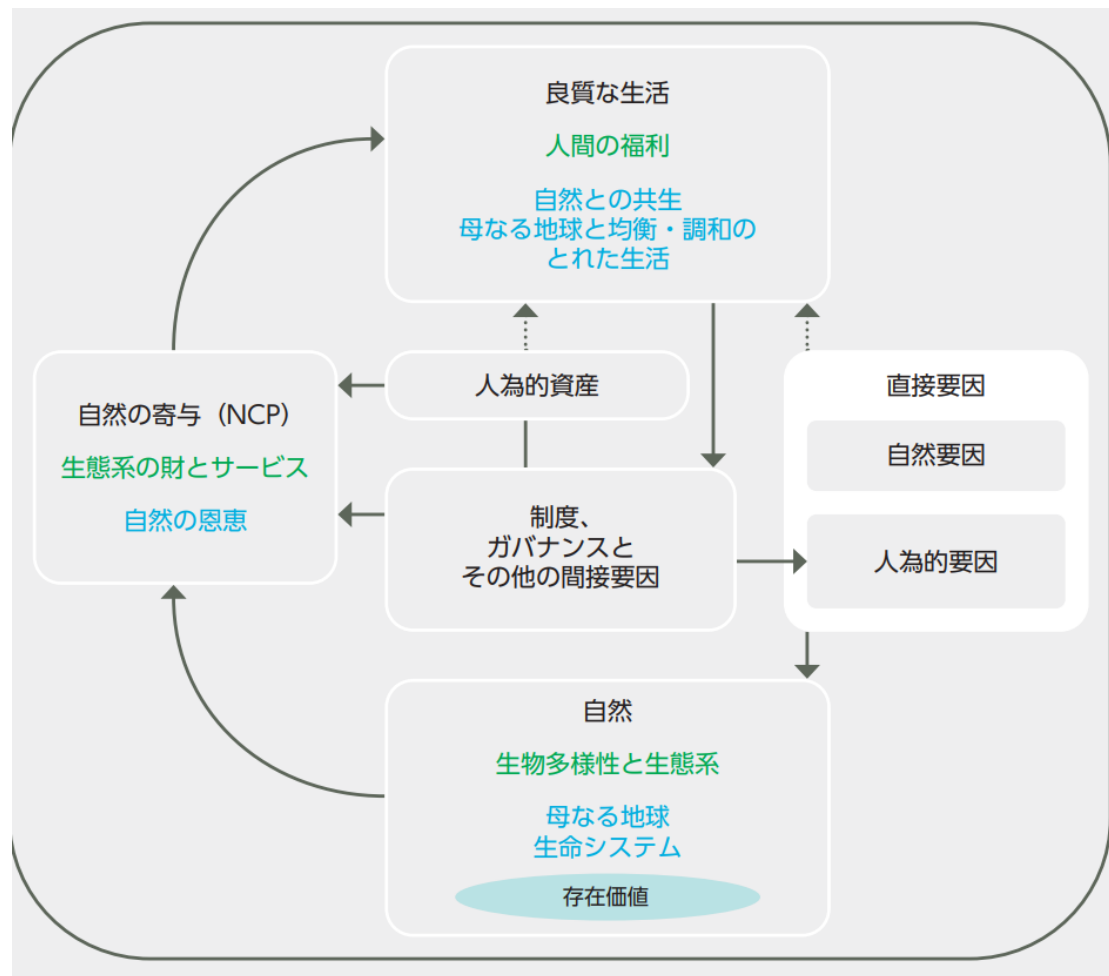 良質な生活
人間の福利
自然との共生
母なる地球と均衡・調和の
とれた生活
人為的資産
直接要因
自然要因
人為的要因
自然の寄与（NCP）
生態系の財とサービス
自然の恩恵
制度、
ガバナンスと
その他の間接要因
自然
生物多様性と生態系
母なる地球
生命システム
存在価値